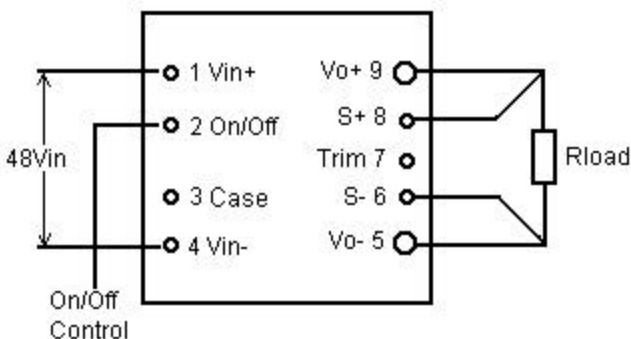 1 Vin+
Vo+ 9
S+ 8
2 On/Off
48Vin
Trim 7
Rload
3 Case
S- 6
4 Vin-
Vo- 5
On/Off
Control